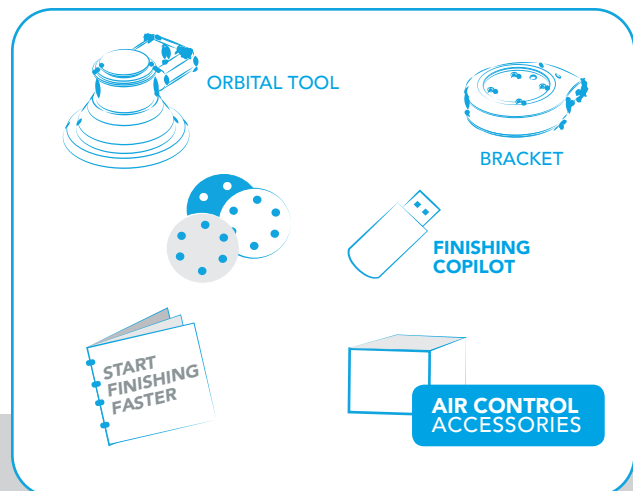 ORBITAL TOOL
BRACKET
FINISHING
COPILOT
START
FINISHING
FASTER
AIR CONTROL
ACCESSORIES